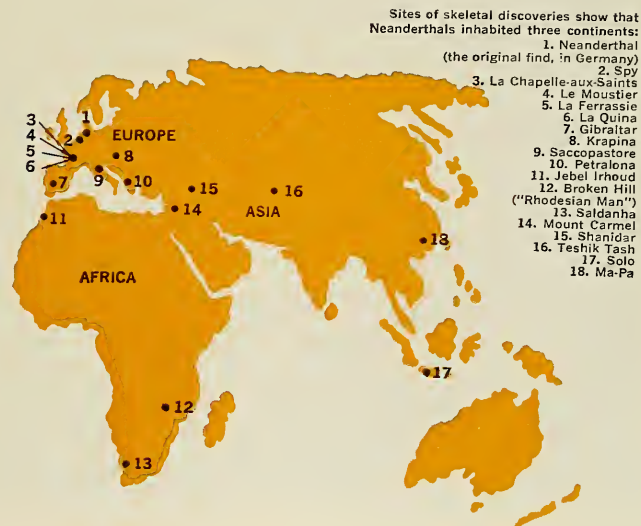 Sites of skeletal discoveries show that
Neanderthals inhabited three continents:
1. Neanderthal
(the original find, in Germany)
2. Spy
3. La Chapelle-aux-Saints
4. Le Moustier
5. La Ferrassie
6. La Quina
7. Gibraltar
8. Krapina
9. Saccopastore
10. Petralona
11. Jebel Irhoud
12. Broken Hill
("Rhodesian Man")
13. Saldanha
14. Mount Carmel
15. Shanidar
16. Teshik Tash
17. Solo
18. Ma-Pa
3
4
5
6
1
2
EUROPE
8
7
9
10
15
16
14
ASIA
11
18
AFRICA
17
12
13